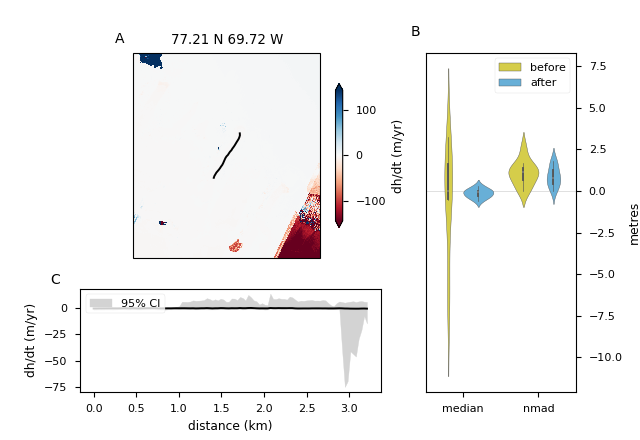 A
77.21 N 69.72 W
100
0
−100
dh/dt (m/yr)
B
before
after
7.5
5.0
2.5
0.0
−2.5
−5.0
−7.5
−10.0
metres
median
nmad
C
95% CI
0
−25
−50
−75
dh/dt (m/yr)
0.0
0.5
1.0
1.5
2.0
2.5
3.0
distance (km)